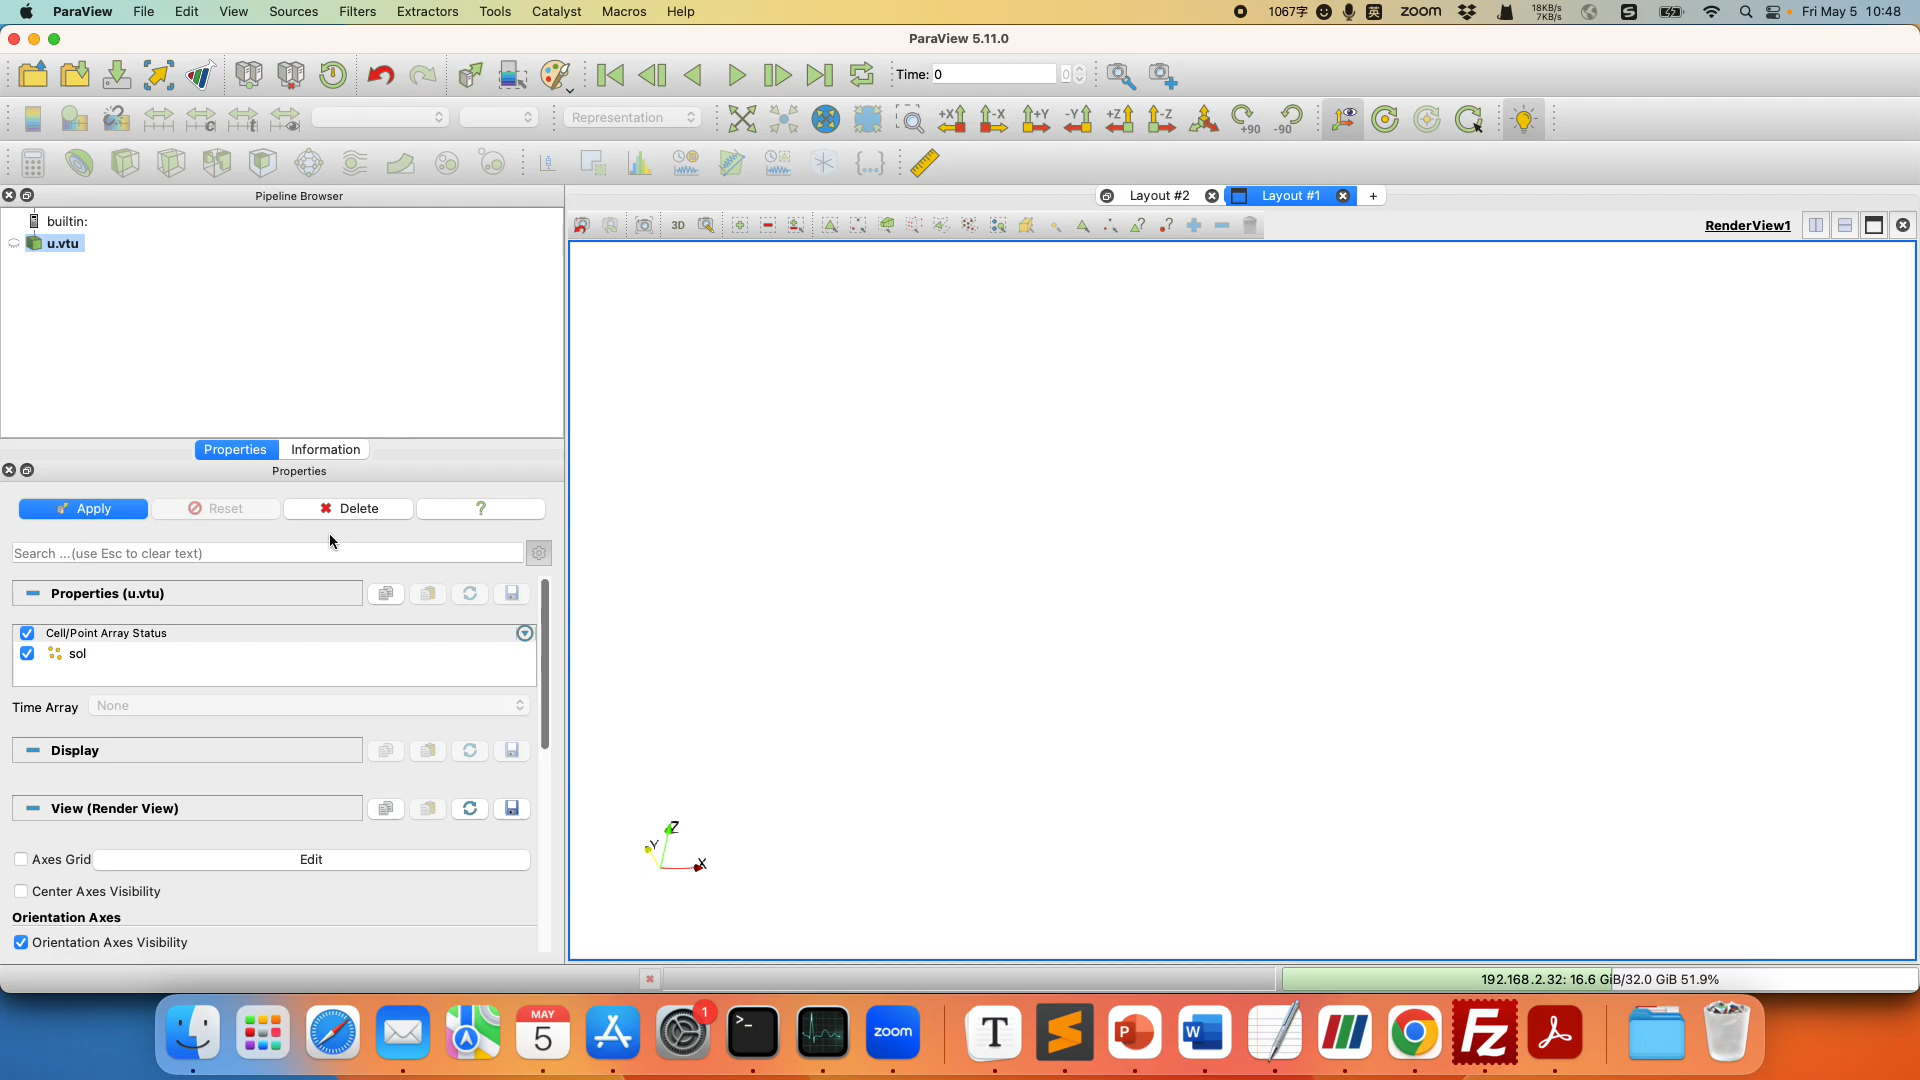 ParaView File Edit View Sources Filters Extractors Tools Catalyst Macros Help 1067字 英 zoom 18KB/s 7KB/s Fri May 5 10:48
ParaView 5.11.0
Time: 0 0
Representation +X -X +Y -Y +Z -Z +90 -90
Pipeline Browser
Layout #2 Layout #1 +
builtin:
3D RenderView1
u.vtu
Properties Information
Properties
Apply Reset Delete ?
Search ...(use Esc to clear text)
Properties (u.vtu)
Cell/Point Array Status
sol
Time Array None
Display
View (Render View)
Z
Y
X
Axes Grid Edit
Center Axes Visibility
Orientation Axes
Orientation Axes Visibility
192.168.2.32: 16.6 GiB/32.0 GiB 51.9%
MAY
5
1
zoom
T
P
W
Fz